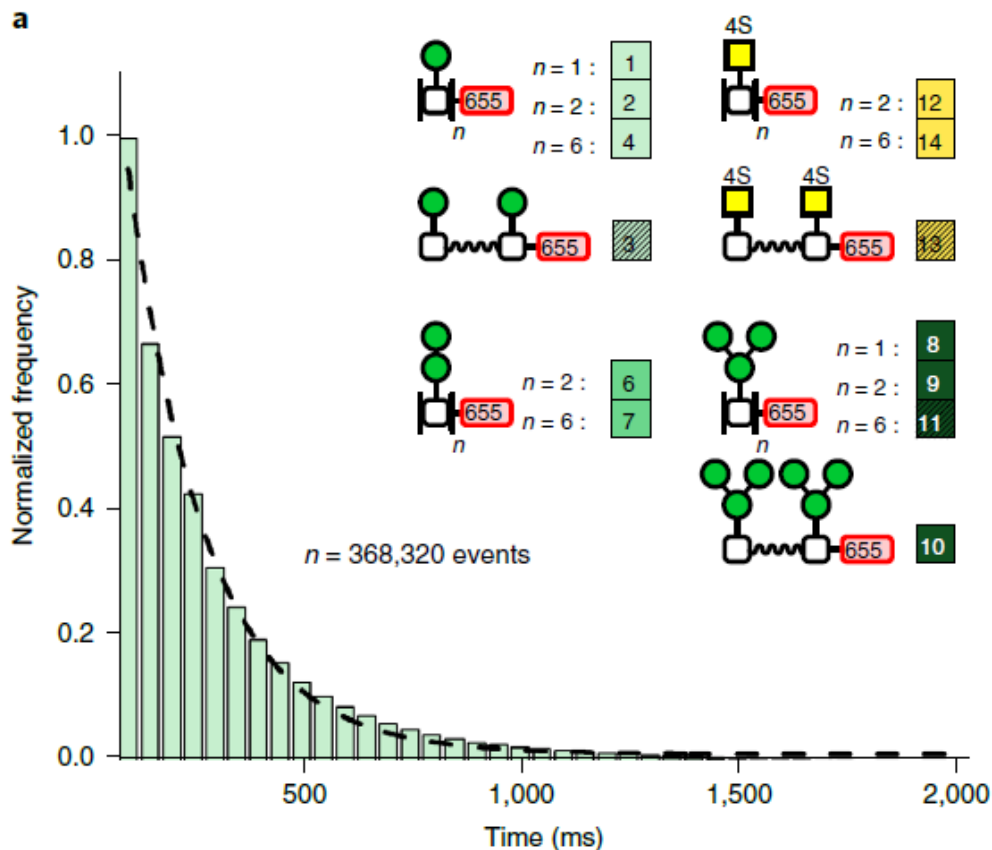 a
4S
n = 1 : 1
655 n = 2 : 2
n
n = 6 : 4
655 n = 2 : 12
n
n = 6 : 14
4S 4S
655 3
655 13
n = 2 : 6
655 n = 6 : 7
n
n = 1 : 8
n = 2 : 9
655 n = 6 : 11
n
655 10
n = 368,320 events
Normalized frequency
1.0
0.8
0.6
0.4
0.2
0.0
500 1,000 1,500 2,000
Time (ms)